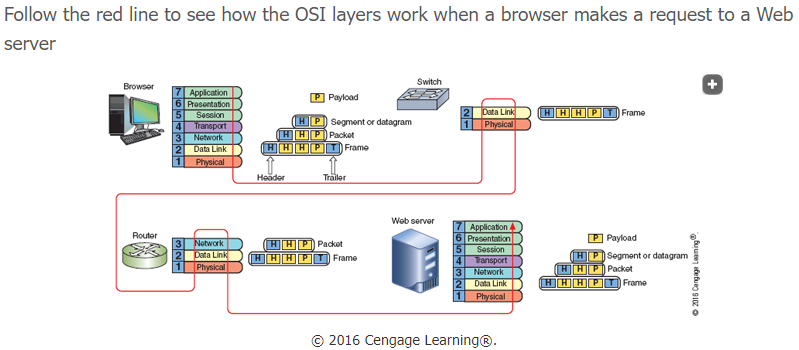 Follow the red line to see how the OSI layers work when a browser makes a request to a Web
server
Browser
7 Application
6 Presentation
5 Session
4 Transport
3 Network
2 Data Link
1 Physical
P Payload
H P Segment or datagram
H H P Packet
H H H P T Frame
Header Trailer
Switch
2 Data Link
1 Physical
H H H P T Frame
Router
3 Network
2 Data Link
1 Physical
H H P Packet
H H H P T Frame
Web server
7 Application
6 Presentation
5 Session
4 Transport
3 Network
2 Data Link
1 Physical
P Payload
H P Segment or datagram
H H P Packet
H H H P T Frame
© 2016 Cengage Learning®.
© 2016 Cengage Learning®.